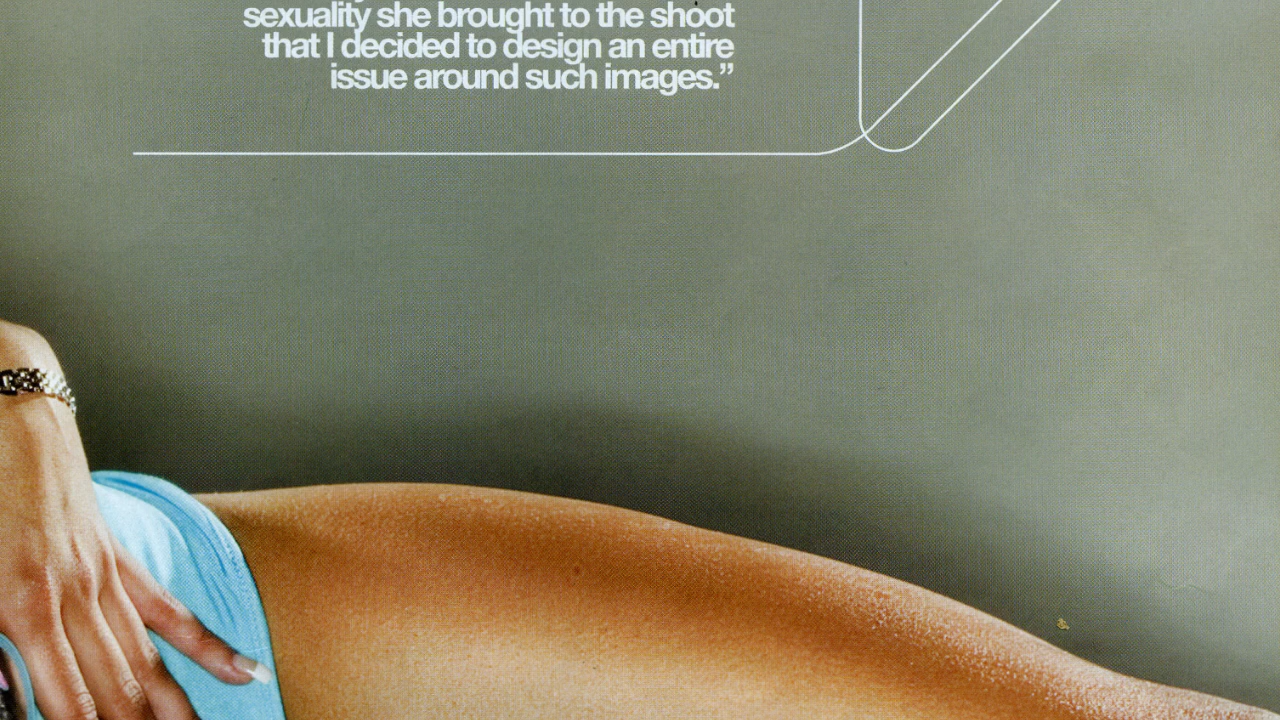 sexuality she brought to the shoot
that I decided to design an entire
issue around such images.”